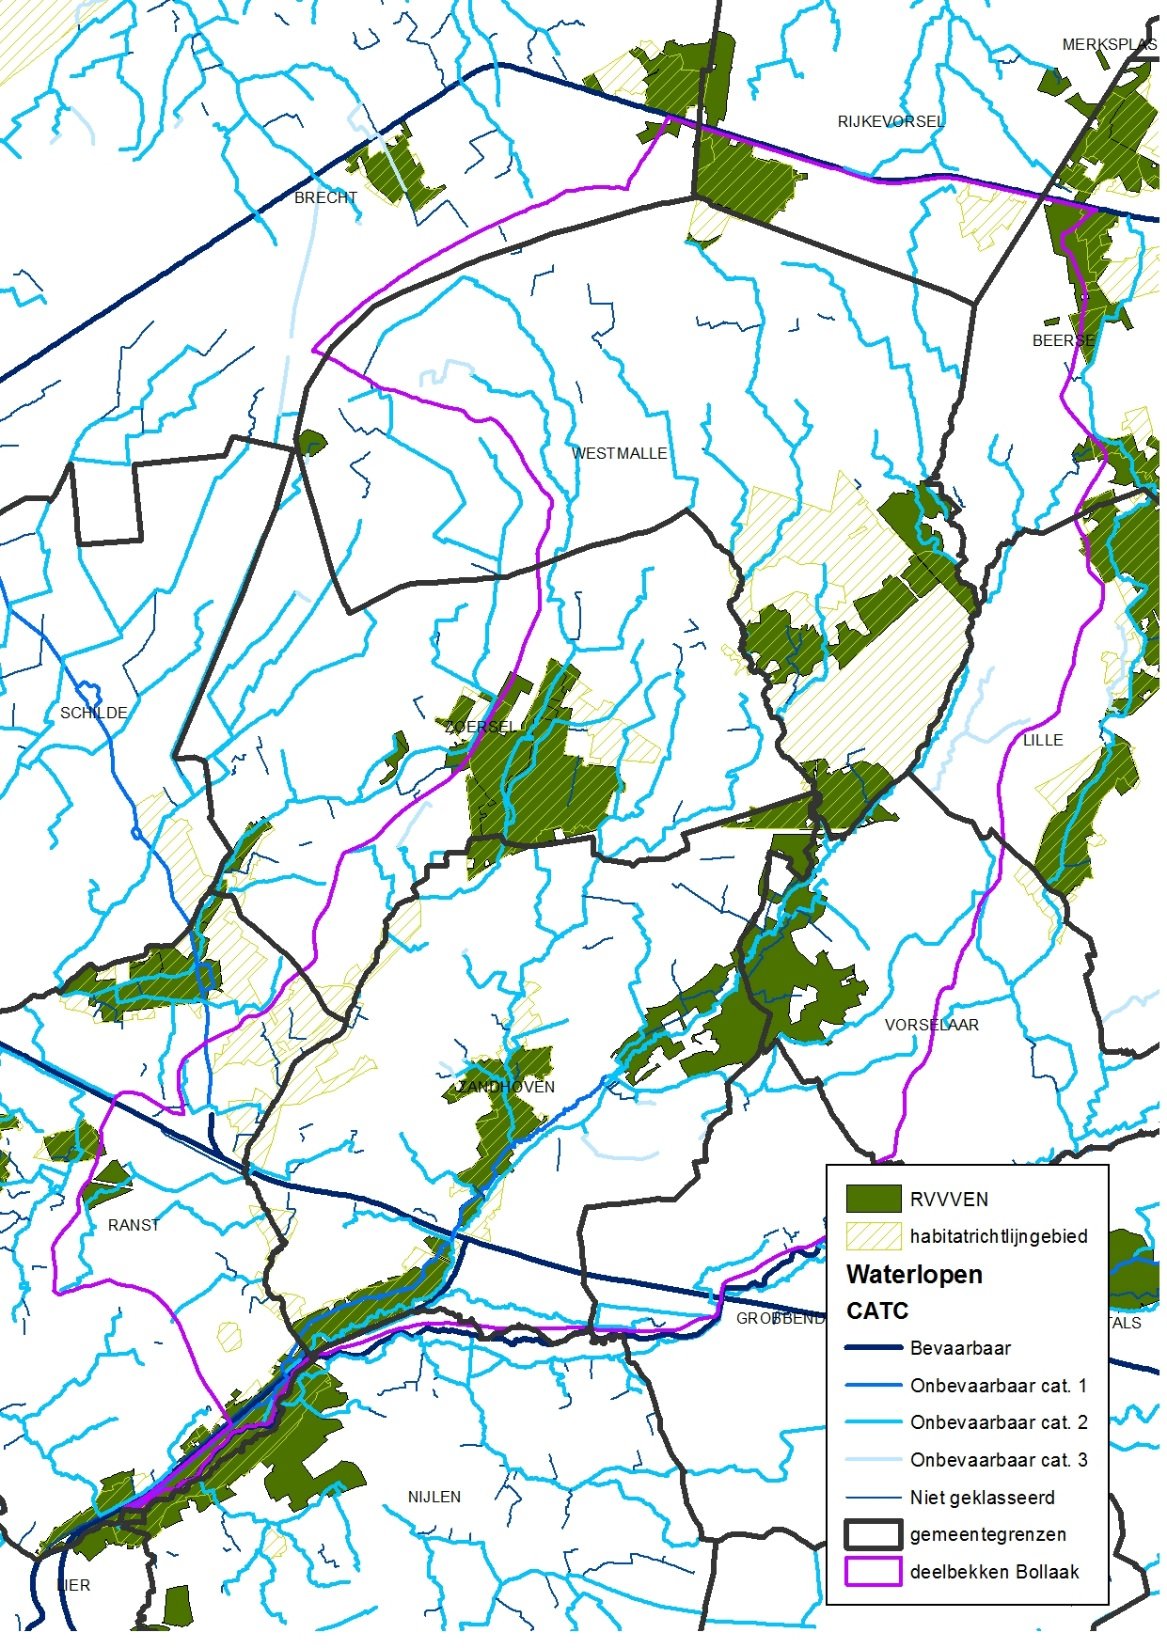 MERKSPLAS
RIJKEVORSEL
BRECHT
BEERSE
WESTMALLE
SCHILDE
ZOERSEL
LILLE
VORSELAAR
ZANDHOVEN
RANST
GROBBEND
TALS
NIJLEN
LIER
RVVVEN
habitatrichtlijngebied
Waterlopen
CATC
Bevaarbaar
Onbevaarbaar cat. 1
Onbevaarbaar cat. 2
Onbevaarbaar cat. 3
Niet geklasseerd
gemeentegrenzen
deelbekken Bollaak